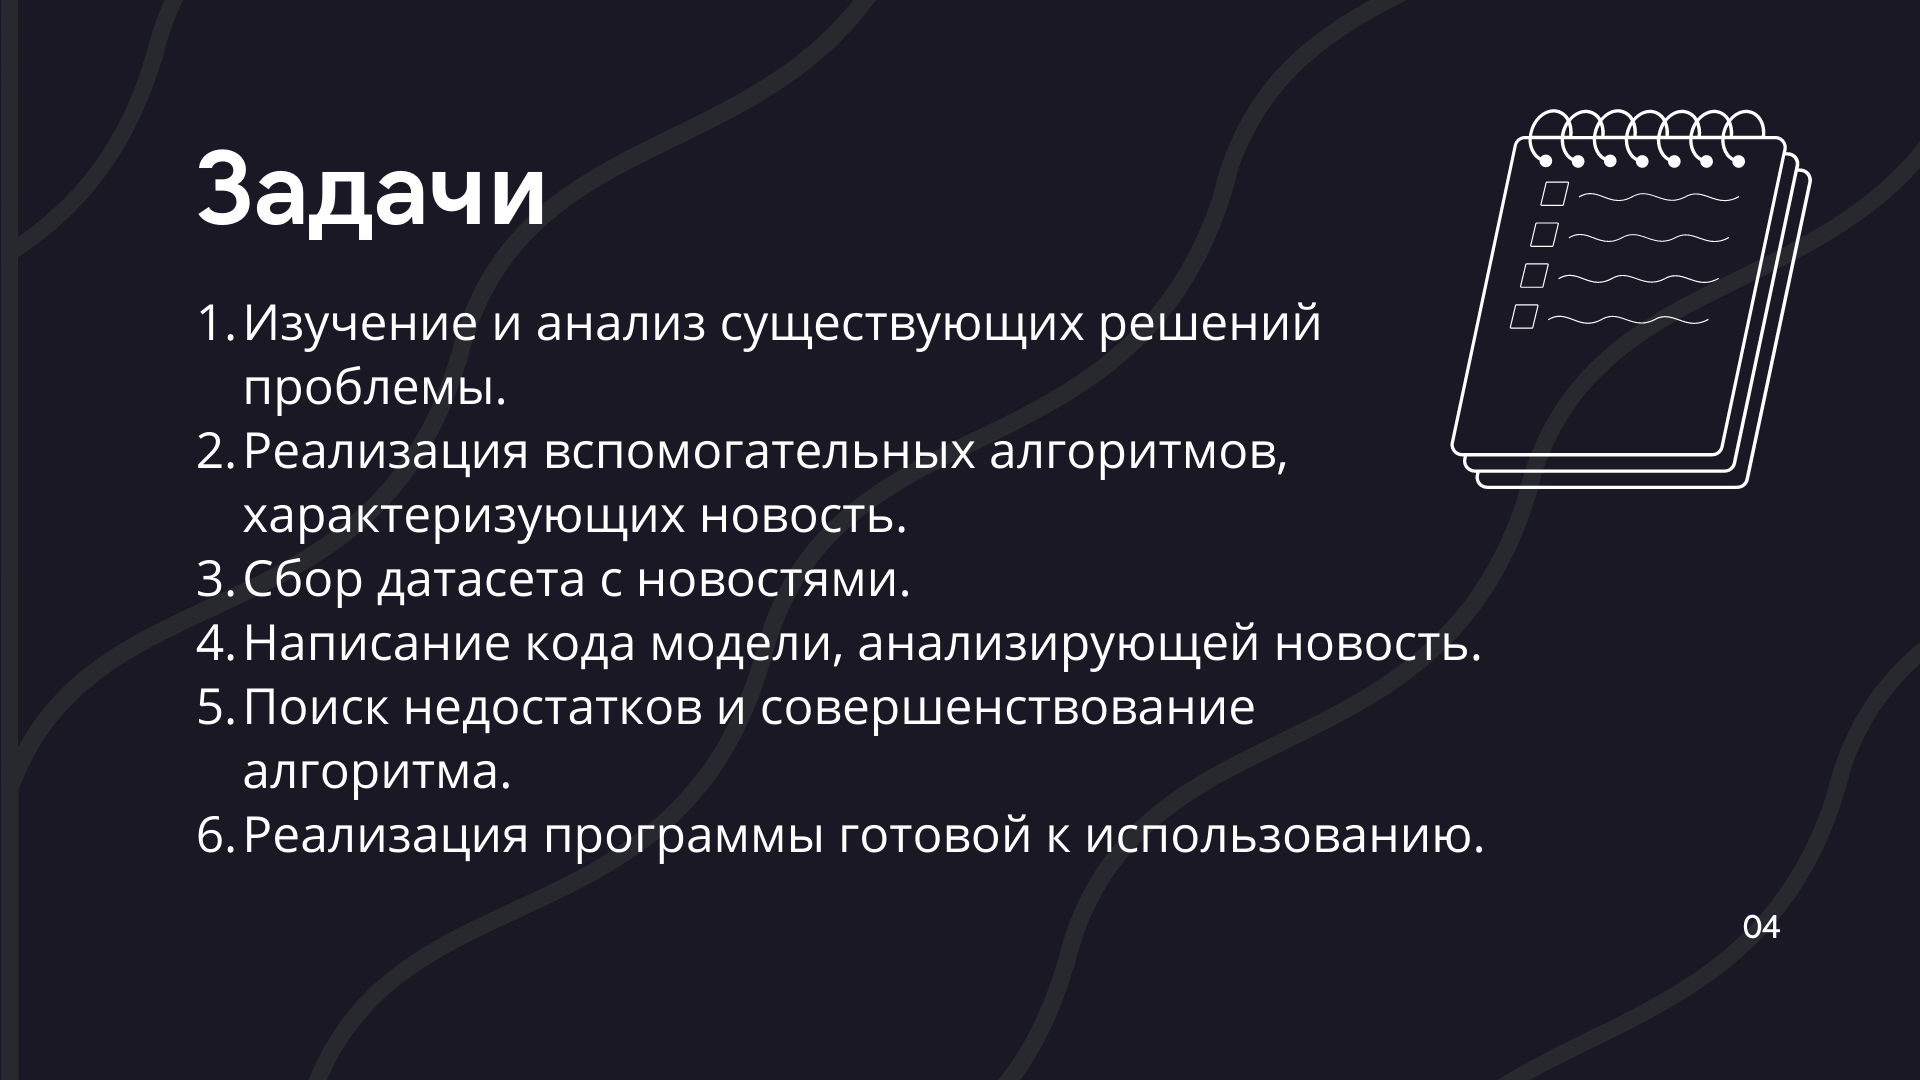 Задачи
1. Изучение и анализ существующих решений
проблемы.
2. Реализация вспомогательных алгоритмов,
характеризующих новость.
3. Сбор датасета с новостями.
4. Написание кода модели, анализирующей новость.
5. Поиск недостатков и совершенствование
алгоритма.
6. Реализация программы готовой к использованию.
04